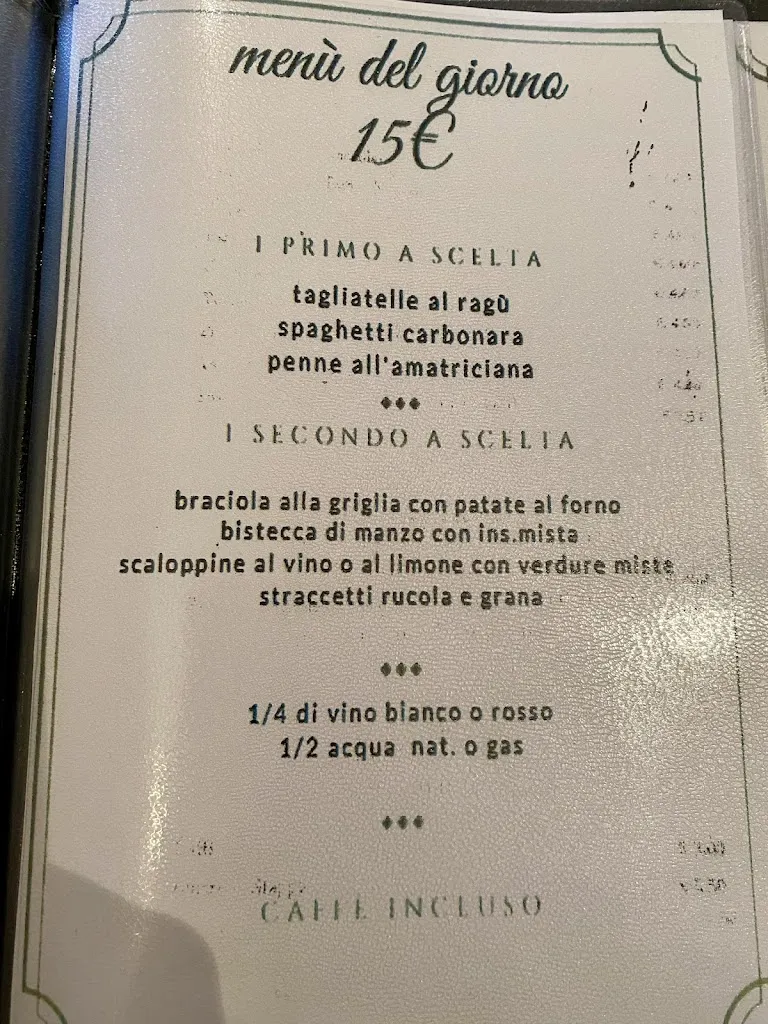 menù del giorno
15€
1 PRIMO A SCELTA
tagliatelle al ragù
spaghetti carbonara
penne all'amatriciana
1 SECONDO A SCELTA
braciola alla griglia con patate al forno
bistecca di manzo con ins.mista
scaloppine al vino o al limone con verdure miste
straccetti rucola e grana
1/4 di vino bianco o rosso
1/2 acqua nat. o gas
CAFFE INCLUSO